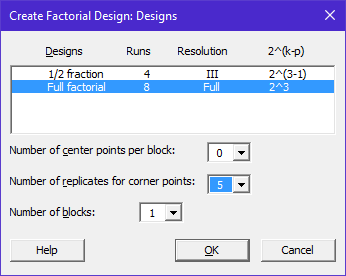 Create Factorial Design: Designs
Designs Runs Resolution 2^(k-p)
1/2 fraction 4 III 2^(3-1)
Full factorial 8 Full 2^3
Number of center points per block: 0
Number of replicates for corner points: 5
Number of blocks: 1
Help OK Cancel